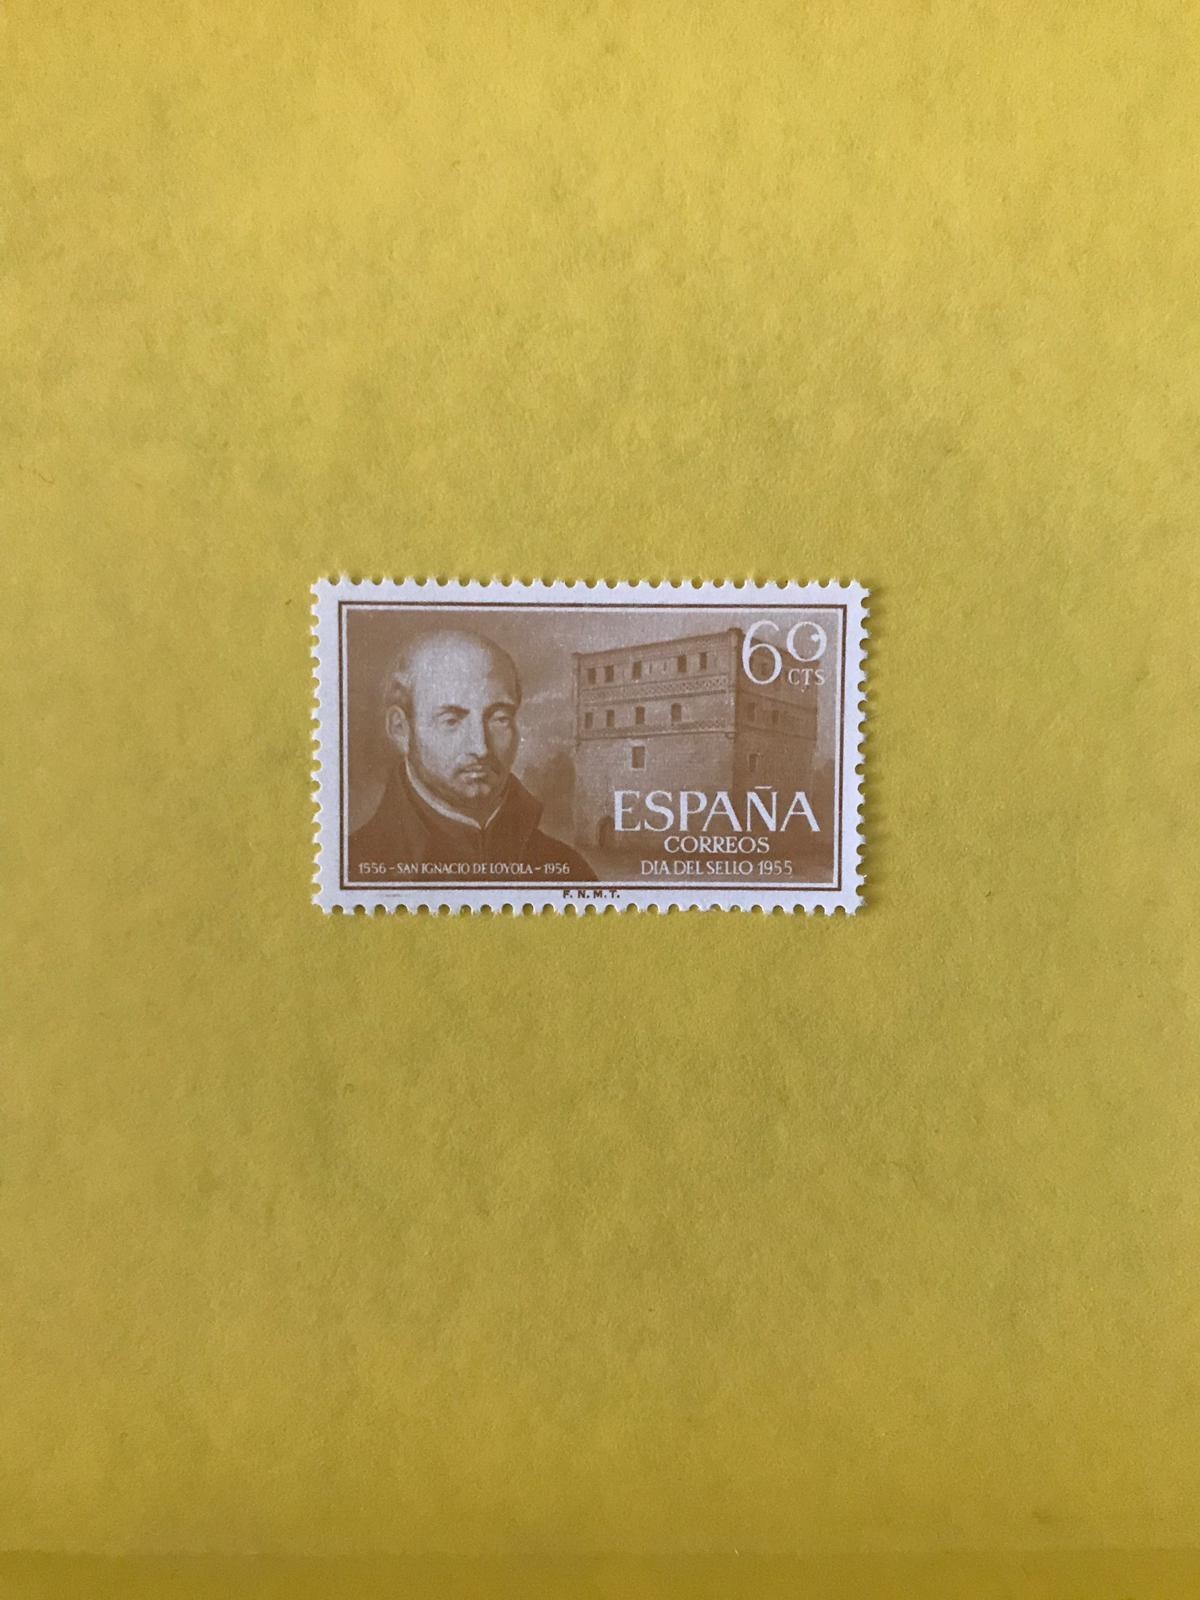 60
CTS
ESPAÑA
CORREOS
1556-SAN IGNACIO DE LOYOLA-1956
DIA DEL SELLO 1955
F. N. M. T.